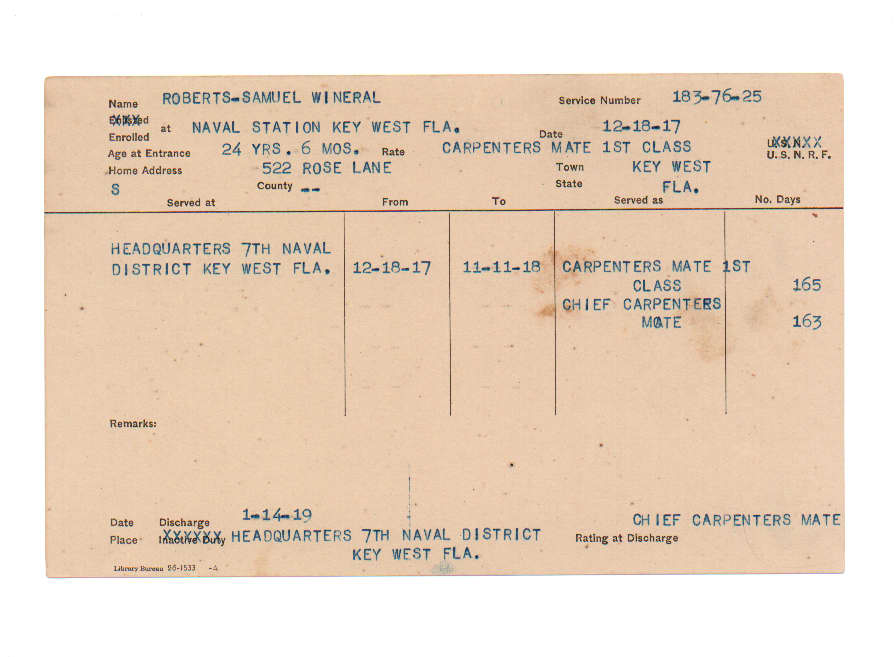 Name ROBERTS-SAMUEL WINERAL Service Number 183-76-25
Enlisted
Enrolled at NAVAL STATION KEY WEST FLA. Date 12-18-17
Age at Entrance 24 YRS. 6 MOS. Rate CARPENTERS MATE 1ST CLASS U.S.N. U.S.N.R.F.
Home Address 522 ROSE LANE Town KEY WEST
S County -- State FLA.
Served at From To Served as No. Days
HEADQUARTERS 7TH NAVAL
DISTRICT KEY WEST FLA. 12-18-17 11-11-18 CARPENTERS MATE 1ST
CLASS 165
CHIEF CARPENTERS
MATE 163
Remarks:
Date Discharge 1-14-19 CHIEF CARPENTERS MATE
Place Inactive Duty XXXXXX HEADQUARTERS 7TH NAVAL DISTRICT Rating at Discharge
KEY WEST FLA.
Library Bureau 26-1533 -A